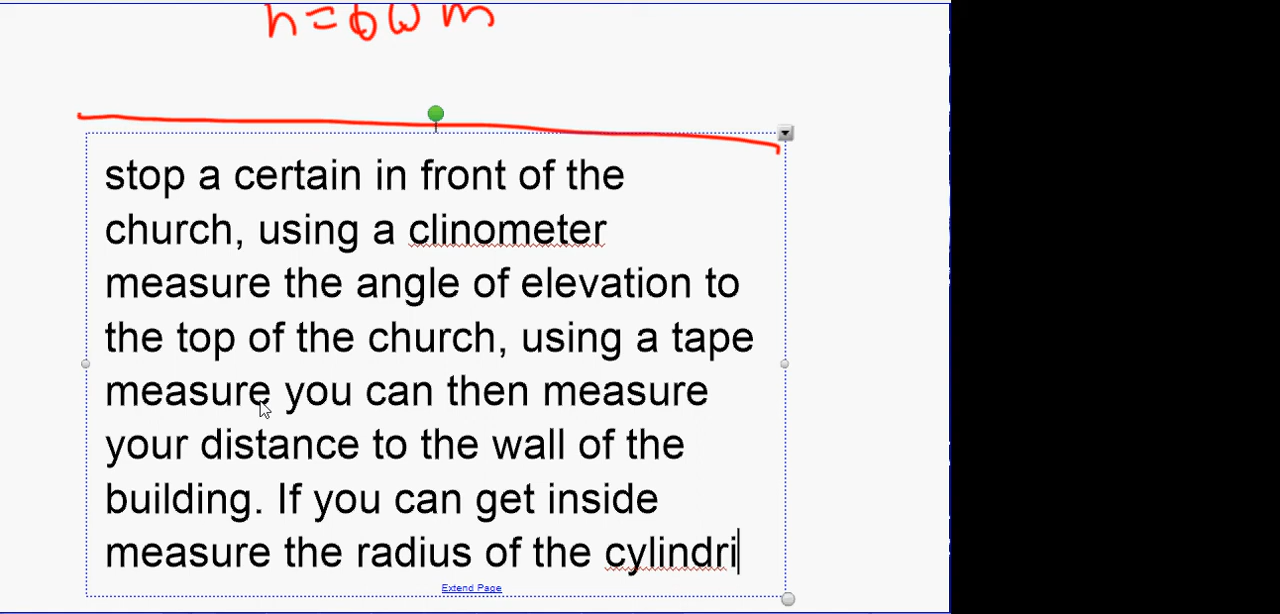 h=60 m
stop a certain in front of the
church, using a clinometer
measure the angle of elevation to
the top of the church, using a tape
measure you can then measure
your distance to the wall of the
building. If you can get inside
measure the radius of the cylindri
Extend Page